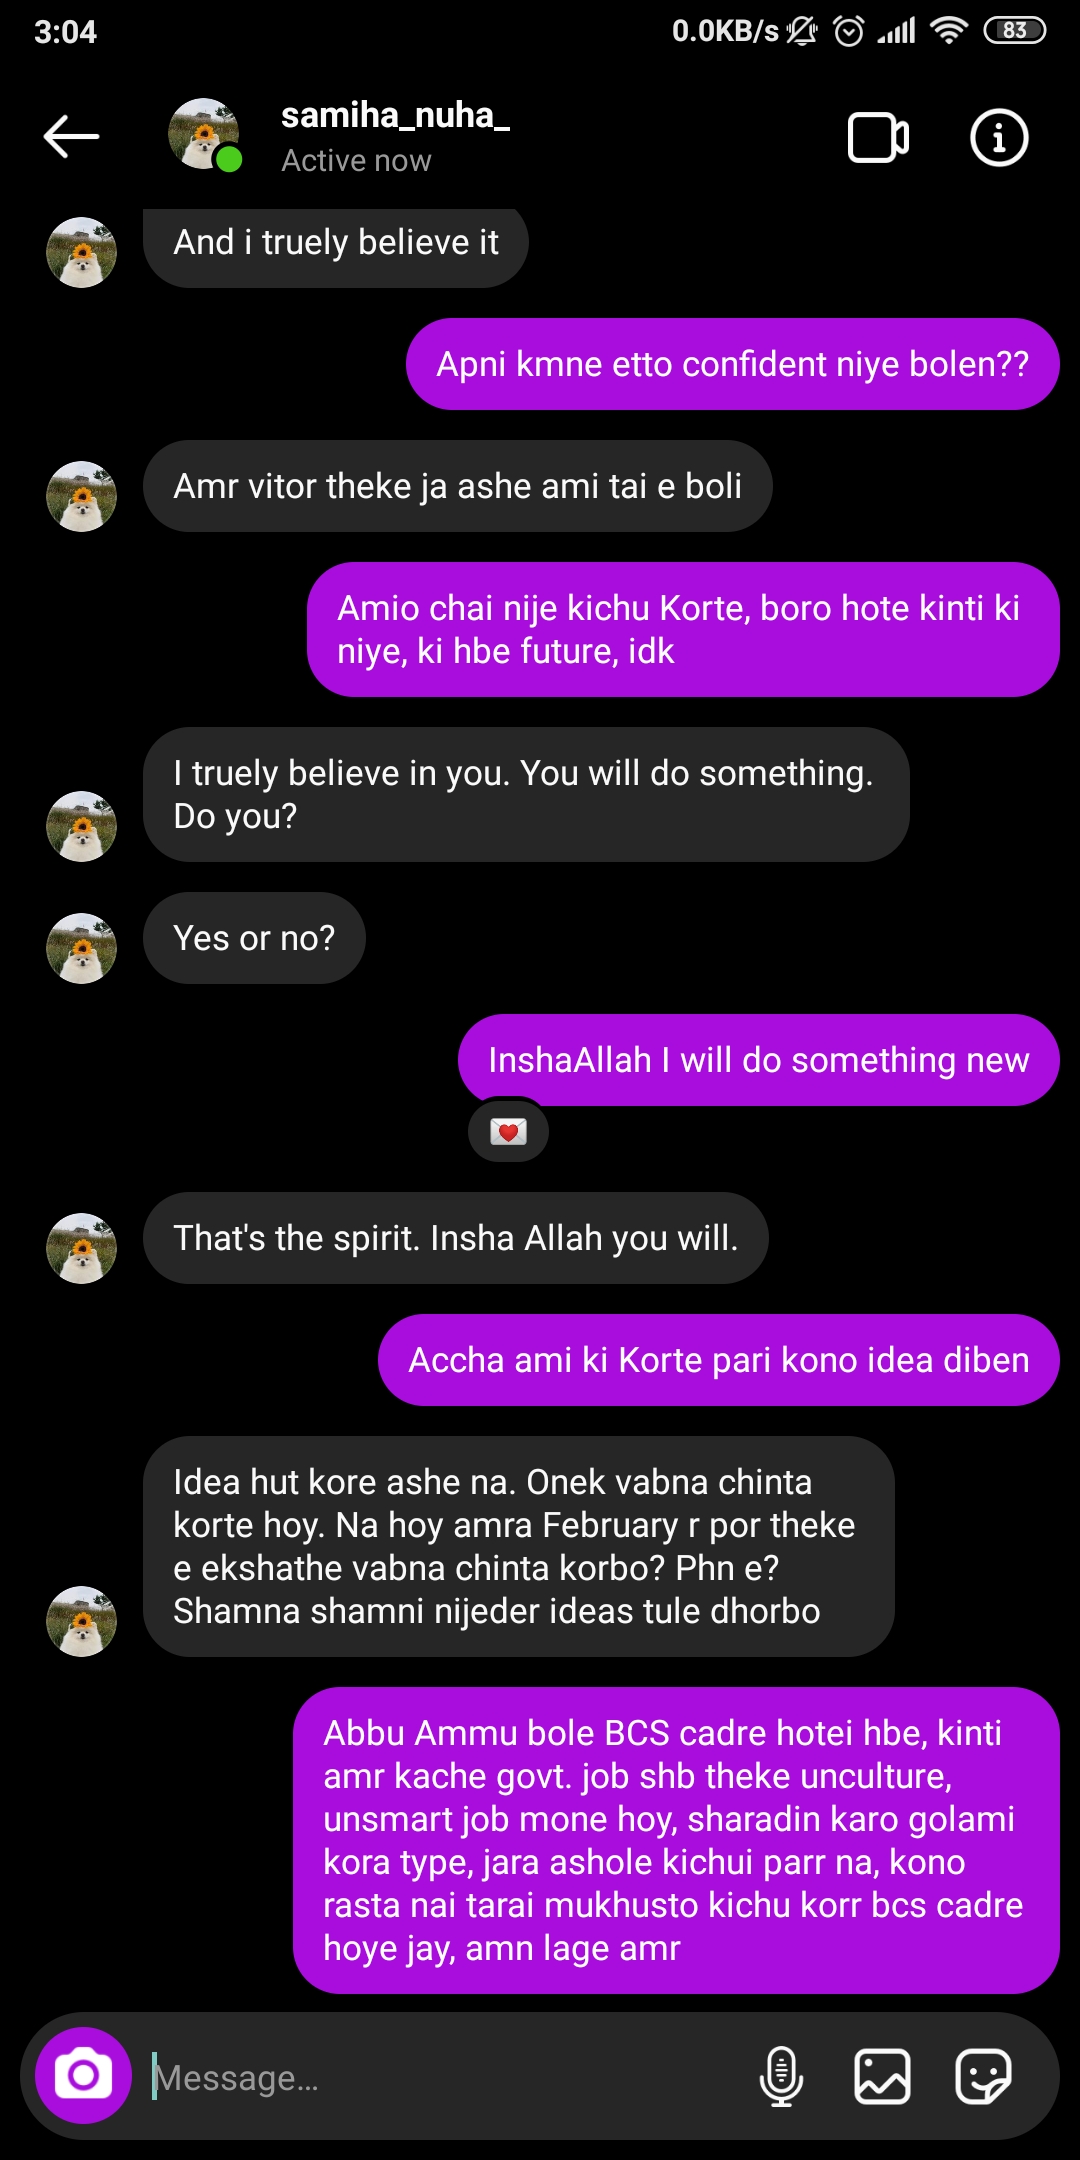 3:04
0.0KB/s
83
samiha_nuha_
Active now
And i truely believe it
Apni kmne etto confident niye bolen??
Amr vitor theke ja ashe ami tai e boli
Amio chai nije kichu Korte, boro hote kinti ki
niye, ki hbe future, idk
I truely believe in you. You will do something.
Do you?
Yes or no?
InshaAllah I will do something new
That's the spirit. Insha Allah you will.
Accha ami ki Korte pari kono idea diben
Idea hut kore ashe na. Onek vabna chinta
korte hoy. Na hoy amra February r por theke
e ekshathe vabna chinta korbo? Phn e?
Shamna shamni nijeder ideas tule dhorbo
Abbu Ammu bole BCS cadre hotei hbe, kinti
amr kache govt. job shb theke unculture,
unsmart job mone hoy, sharadin karo golami
kora type, jara ashole kichui parr na, kono
rasta nai tarai mukhusto kichu korr bcs cadre
hoye jay, amn lage amr
Message...